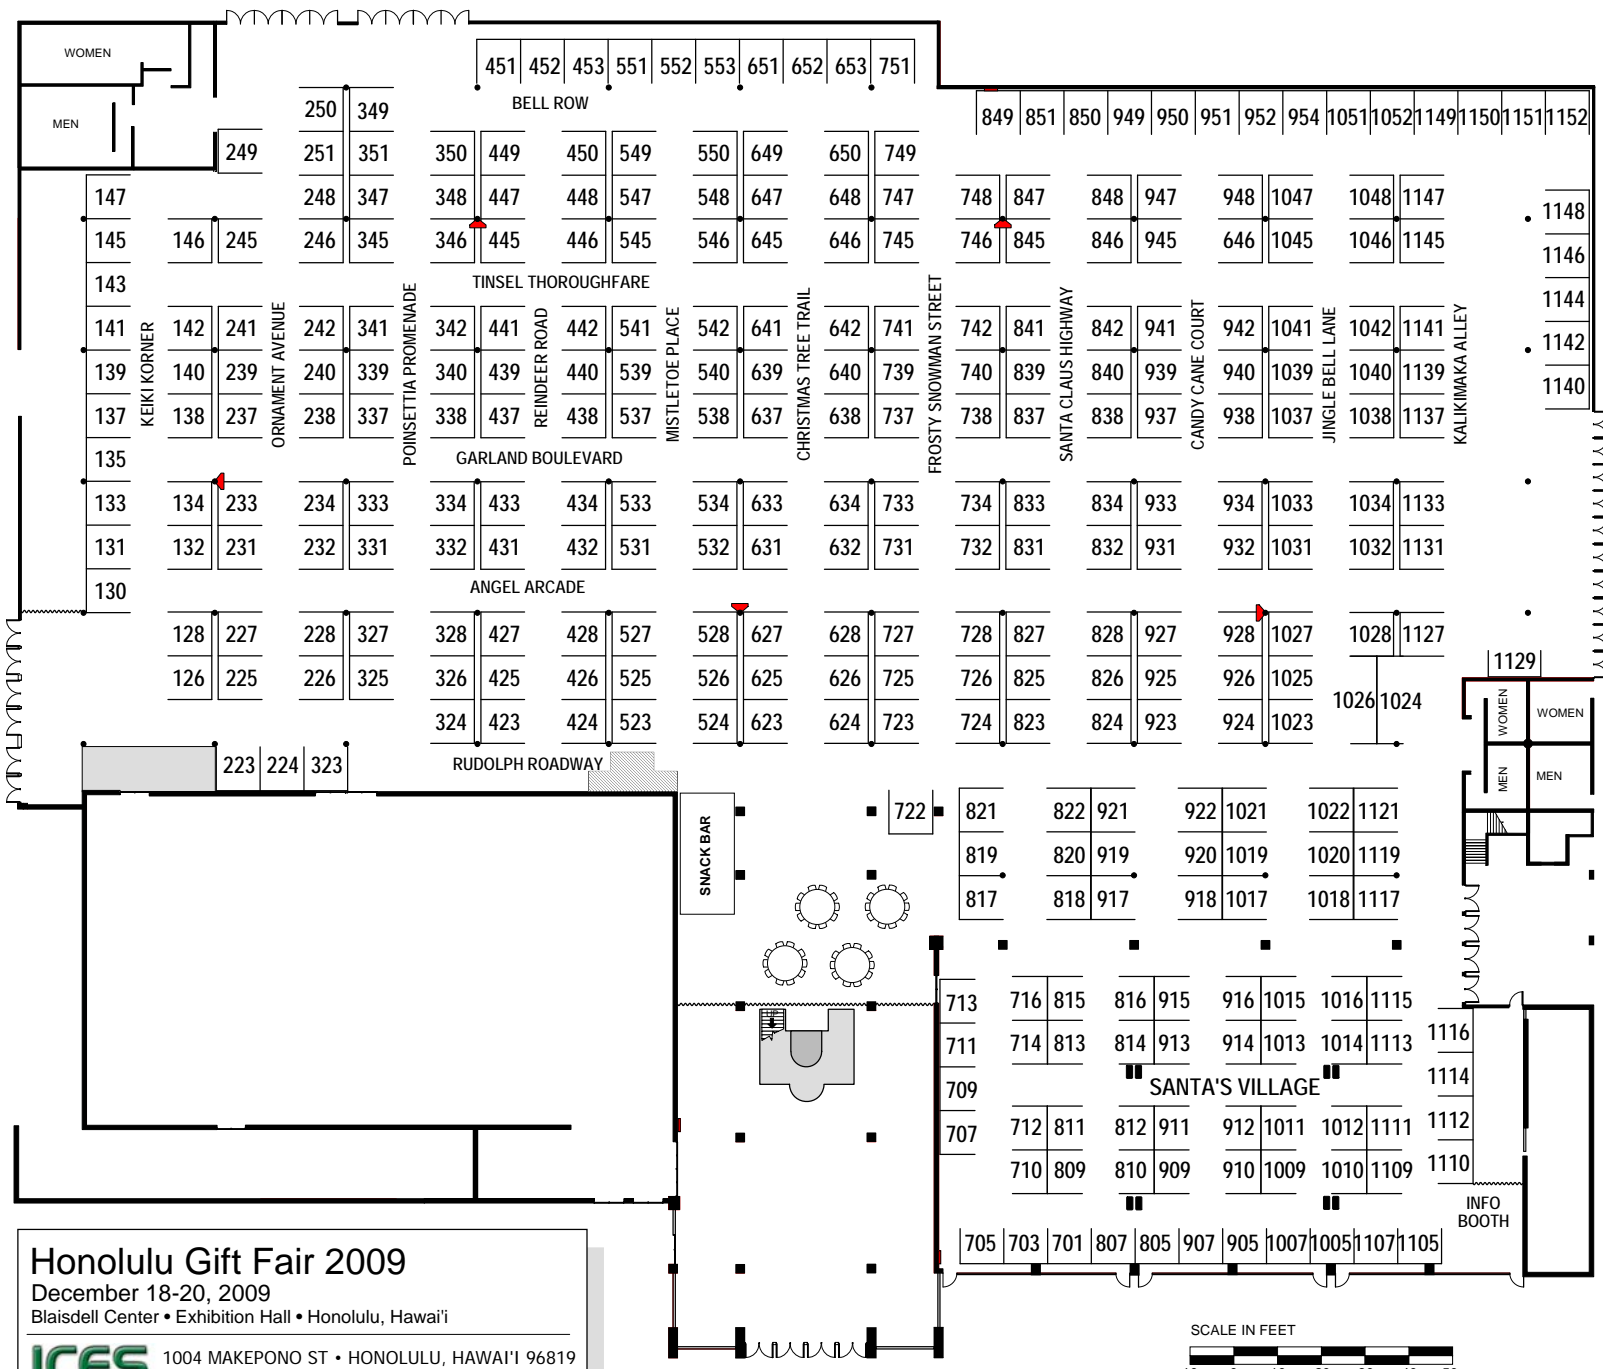 WOMEN
451 452 453 551 552 553 651 652 653 751
BELL ROW
MEN
250 349
849 851 850 949 950 951 952 954 1051 1052 1149 1150 1151 1152
249 251 351 350 449 450 549 550 649 650 749
147 248 347 348 447 448 547 548 647 648 747 748 847 848 947 948 1047 1048 1147
1148
145 146 245 246 345 346 445 446 545 546 645 646 745 746 845 846 945 646 1045 1046 1145
1146
143
TINSEL THOROUGHFARE
1144
141 142 241 242 341 342 441 442 541 542 641 642 741 742 841 842 941 942 1041 1042 1141
1142
KEIKI KORNER
ORNAMENT AVENUE
POINSETTIA PROMENADE
REINDEER ROAD
MISTLETOE PLACE
CHRISTMAS TREE TRAIL
FROSTY SNOWMAN STREET
SANTA CLAUS HIGHWAY
CANDY CANE COURT
JINGLE BELL LANE
KALIKIMAKA ALLEY
139 140 239 240 339 340 439 440 539 540 639 640 739 740 839 840 939 940 1039 1040 1139
1140
137 138 237 238 337 338 437 438 537 538 637 638 737 738 837 838 937 938 1037 1038 1137
135
GARLAND BOULEVARD
133 134 233 234 333 334 433 434 533 534 633 634 733 734 833 834 933 934 1033 1034 1133
131 132 231 232 331 332 431 432 531 532 631 632 731 732 831 832 931 932 1031 1032 1131
130
ANGEL ARCADE
128 227 228 327 328 427 428 527 528 627 628 727 728 827 828 927 928 1027 1028 1127
1129
126 225 226 325 326 425 426 525 526 625 626 725 726 825 826 925 926 1025
1026 1024
324 423 424 523 524 623 624 723 724 823 824 923 924 1023
WOMEN
WOMEN
223 224 323
RUDOLPH ROADWAY
MEN
MEN
722 821 822 921 922 1021 1022 1121
SNACK BAR
819 820 919 920 1019 1020 1119
817 818 917 918 1017 1018 1117
713 716 815 816 915 916 1015 1016 1115
UP
1116
711 714 813 814 913 914 1013 1014 1113
1114
709
SANTA'S VILLAGE
1112
707 712 811 812 911 912 1011 1012 1111
1110
710 809 810 909 910 1009 1010 1109
INFO
BOOTH
705 703 701 807 805 907 905 1007 1005 1107 1105
Honolulu Gift Fair 2009
December 18-20, 2009
Blaisdell Center • Exhibition Hall • Honolulu, Hawai'i
ICES
1004 MAKEPONO ST • HONOLULU, HAWAI'I 96819
SCALE IN FEET